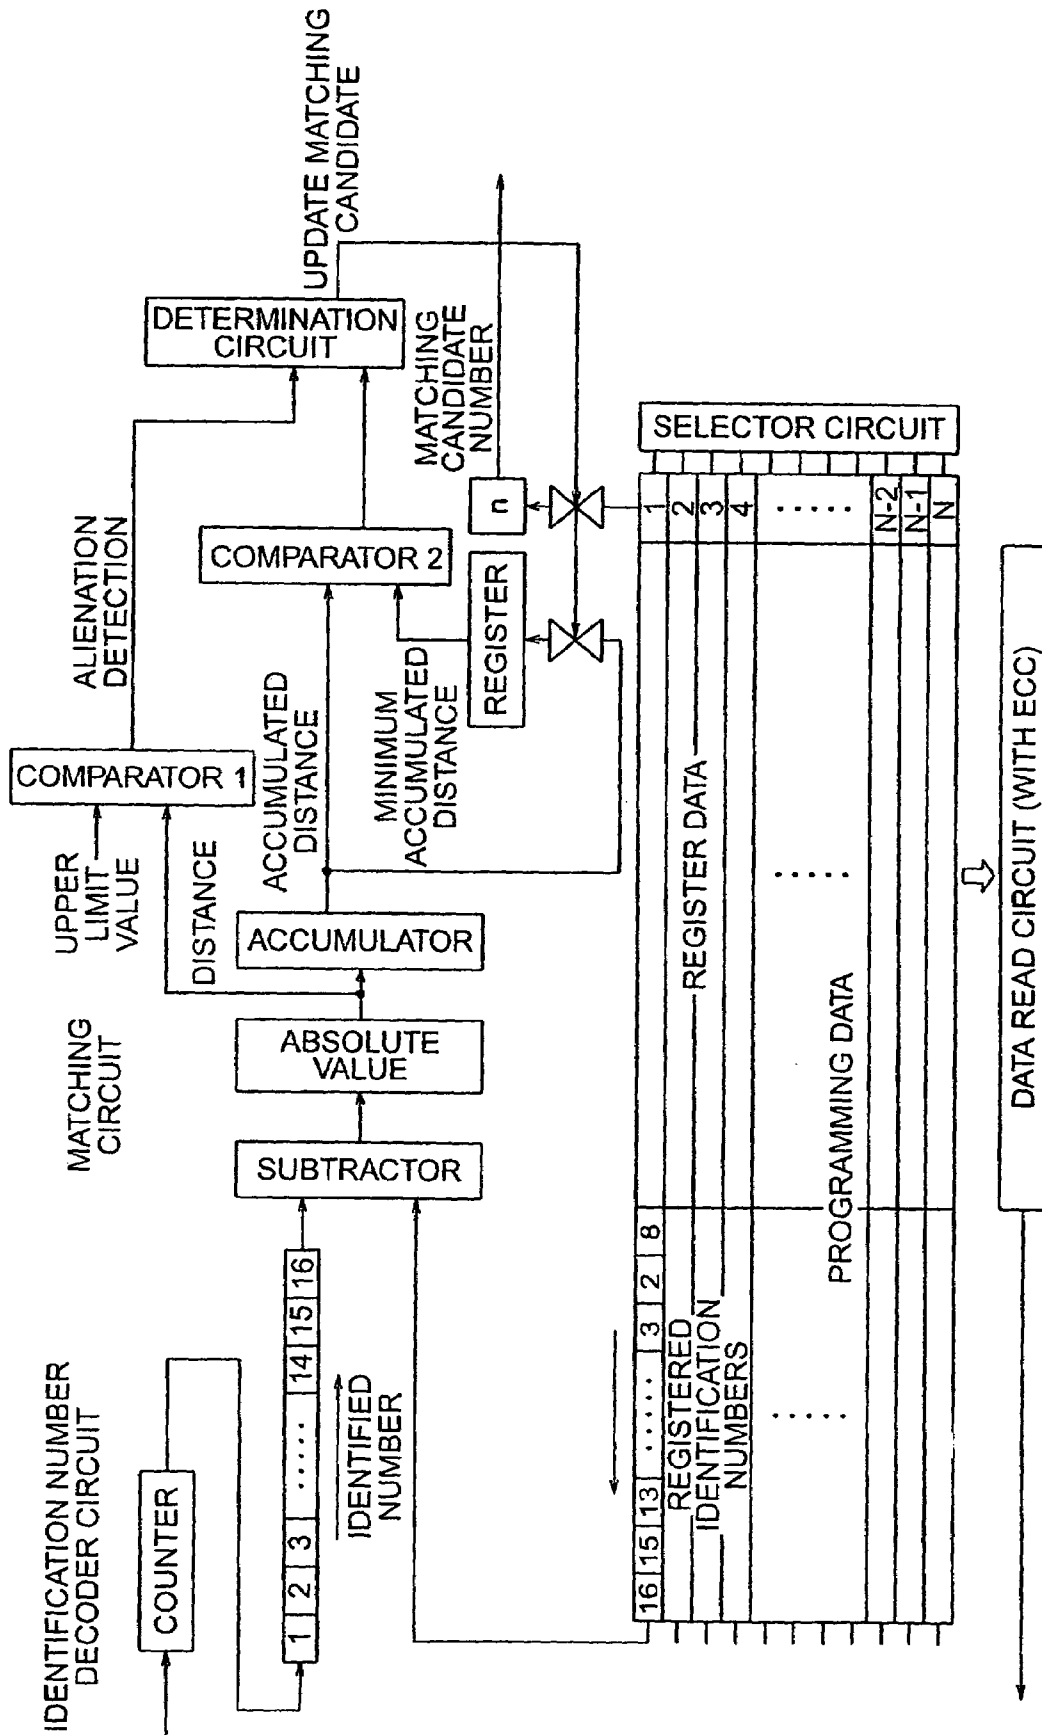 IDENTIFICATION NUMBER
DECODER CIRCUIT
COUNTER
1 2 3 ..... 14 15 16
IDENTIFIED
NUMBER
MATCHING
CIRCUIT
SUBTRACTOR
ABSOLUTE
VALUE
ACCUMULATOR
DISTANCE
UPPER
LIMIT
VALUE
COMPARATOR 1
ALIENATION
DETECTION
ACCUMULATED
DISTANCE
MINIMUM
ACCUMULATED
DISTANCE
COMPARATOR 2
REGISTER
n
MATCHING
CANDIDATE
NUMBER
DETERMINATION
CIRCUIT
UPDATE MATCHING
CANDIDATE
16 15 13 ..... 3 2 8
REGISTERED
IDENTIFICATION
NUMBERS
REGISTER DATA
PROGRAMMING DATA
.....
.....
1
2
3
4
.....
N-2
N-1
N
SELECTOR CIRCUIT
DATA READ CIRCUIT (WITH ECC)